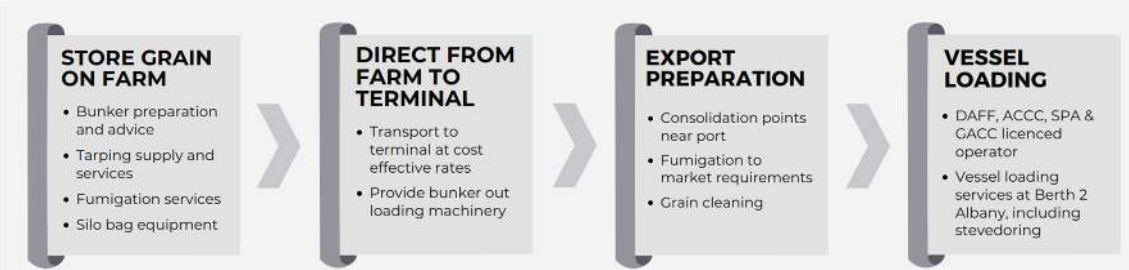 STORE GRAIN
ON FARM
• Bunker preparation
and advice
• Tarping supply and
services
• Fumigation services
• Silo bag equipment
DIRECT FROM
FARM TO
TERMINAL
• Transport to
terminal at cost
effective rates
• Provide bunker out
loading machinery
EXPORT
PREPARATION
• Consolidation points
near port
• Fumigation to
market requirements
• Grain cleaning
VESSEL
LOADING
• DAFF, ACCC, SPA &
GACC licenced
operator
• Vessel loading
services at Berth 2
Albany, including
stevedoring